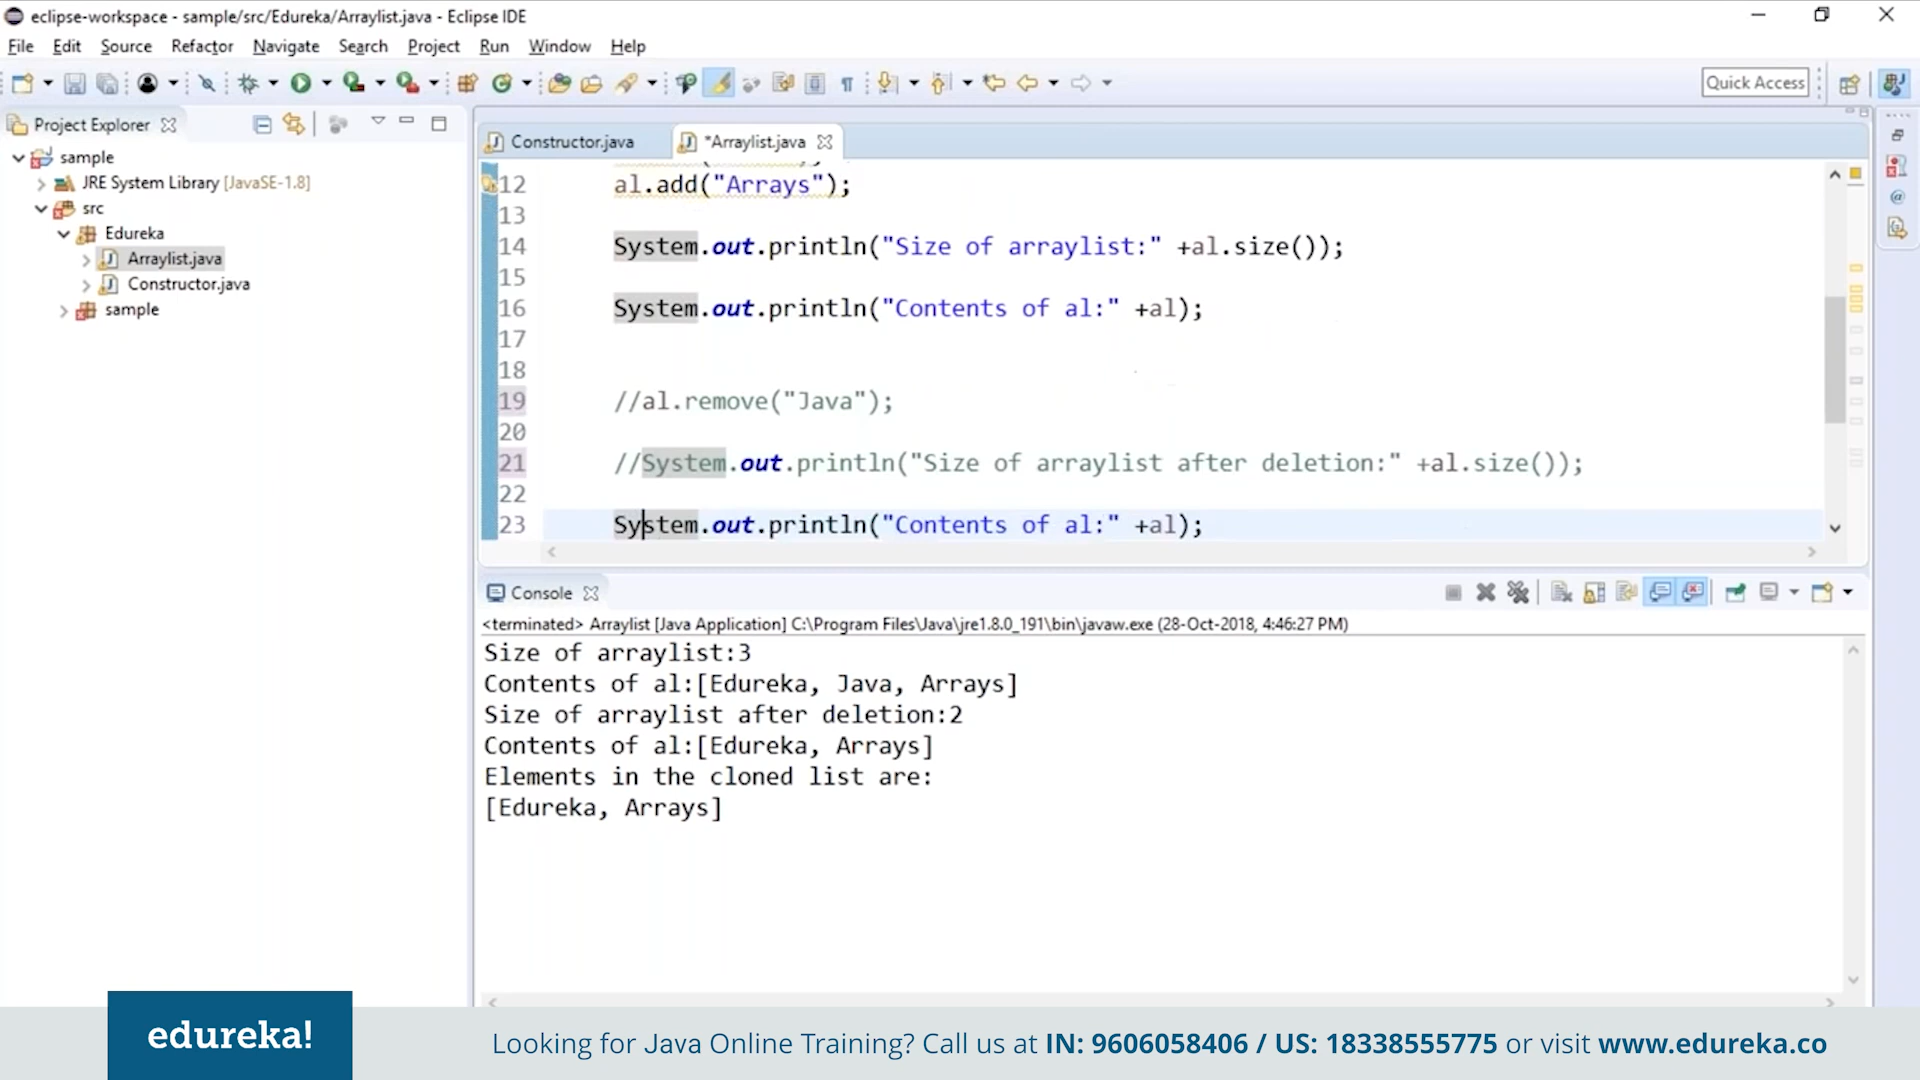 eclipse-workspace - sample/src/Edureka/Arraylist.java - Eclipse IDE
File Edit Source Refactor Navigate Search Project Run Window Help
Quick Access
Project Explorer
sample
JRE System Library [JavaSE-1.8]
src
Edureka
Arraylist.java
Constructor.java
sample
Constructor.java
*Arraylist.java
12 al.add("Arrays");
13
14 System.out.println("Size of arraylist:" +al.size());
15
16 System.out.println("Contents of al:" +al);
17
18
19 //al.remove("Java");
20
21 //System.out.println("Size of arraylist after deletion:" +al.size());
22
23 System.out.println("Contents of al:" +al);
Console
<terminated> Arraylist [Java Application] C:\Program Files\Java\jre1.8.0_191\bin\javaw.exe (28-Oct-2018, 4:46:27 PM)
Size of arraylist:3
Contents of al:[Edureka, Java, Arrays]
Size of arraylist after deletion:2
Contents of al:[Edureka, Arrays]
Elements in the cloned list are:
[Edureka, Arrays]
edureka!
Looking for Java Online Training? Call us at IN: 9606058406 / US: 18338555775 or visit www.edureka.co